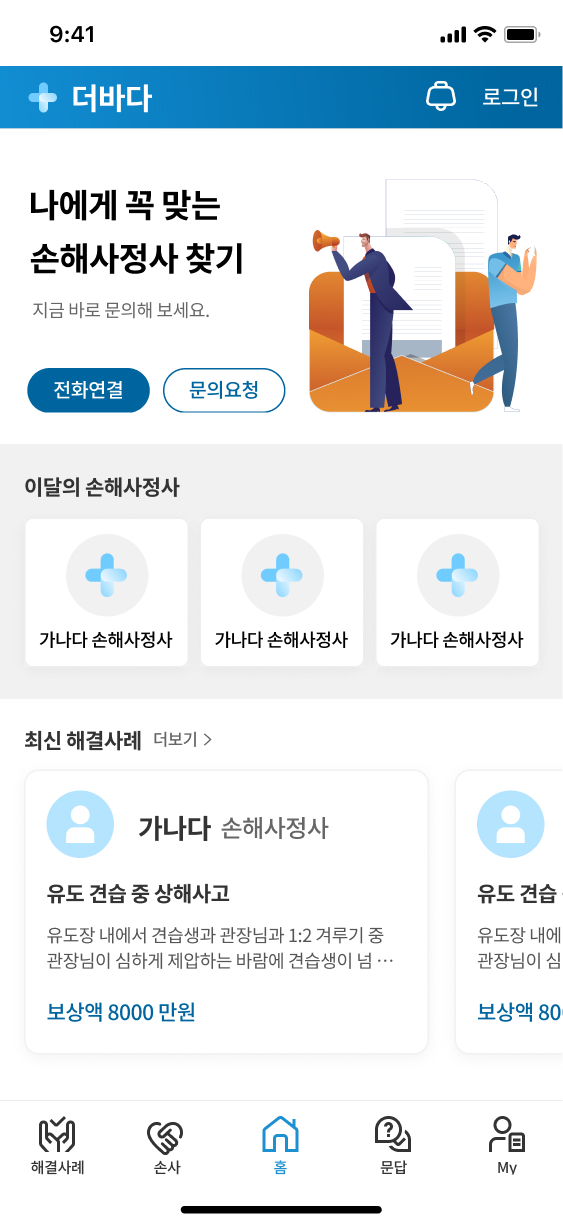 9:41
더바다
로그인
나에게 꼭 맞는
손해사정사 찾기
지금 바로 문의해 보세요.
전화연결
문의요청
이달의 손해사정사
가나다 손해사정사
가나다 손해사정사
가나다 손해사정사
최신 해결사례 더보기 >
가나다 손해사정사
유도 견습 중 상해사고
유도장 내에서 견습생과 관장님과 1:2 겨루기 중
관장님이 심하게 제압하는 바람에 견습생이 넘 ···
보상액 8000 만원
유도 견습
유도장 내에
관장님이 심
보상액 80
해결사례
손사
홈
문답
My